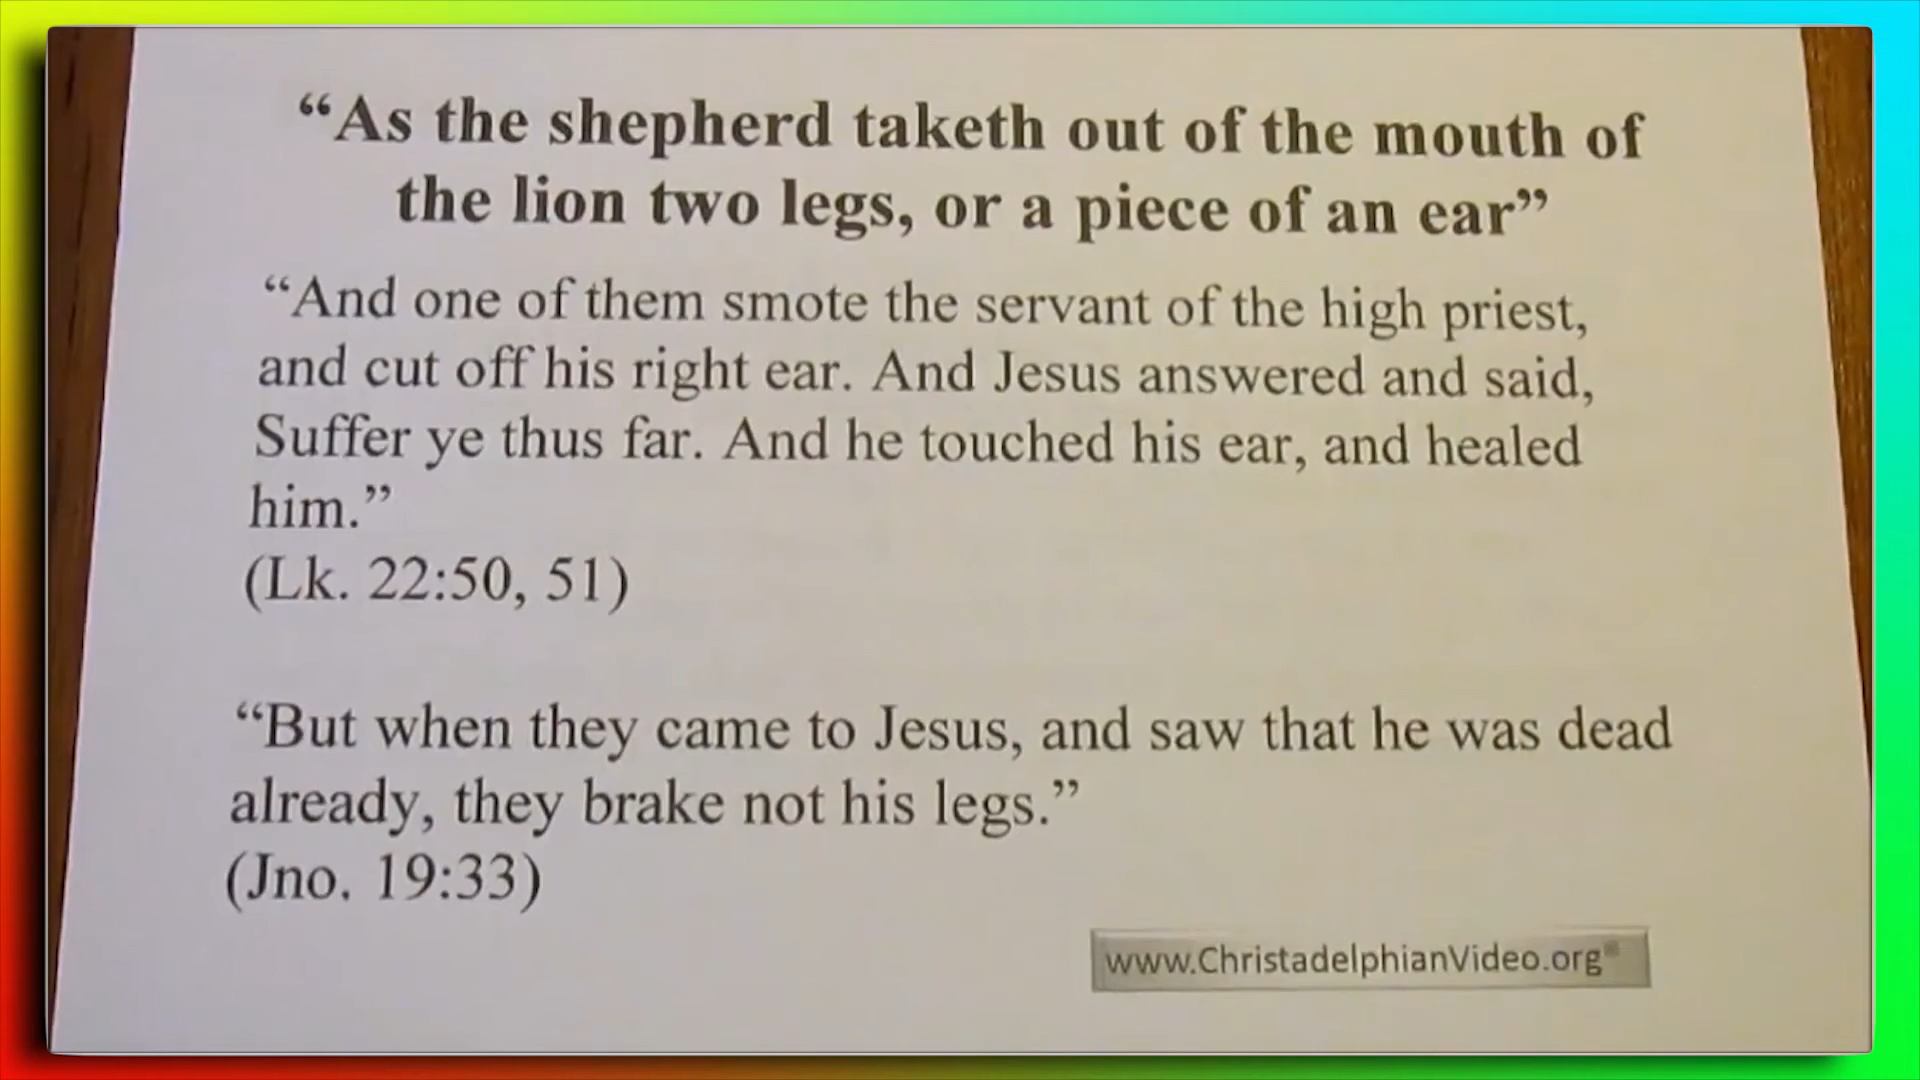 “As the shepherd taketh out of the mouth of
the lion two legs, or a piece of an ear”
“And one of them smote the servant of the high priest,
and cut off his right ear. And Jesus answered and said,
Suffer ye thus far. And he touched his ear, and healed
him.”
(Lk. 22:50, 51)
“But when they came to Jesus, and saw that he was dead
already, they brake not his legs.”
(Jno. 19:33)
www.ChristadelphianVideo.org